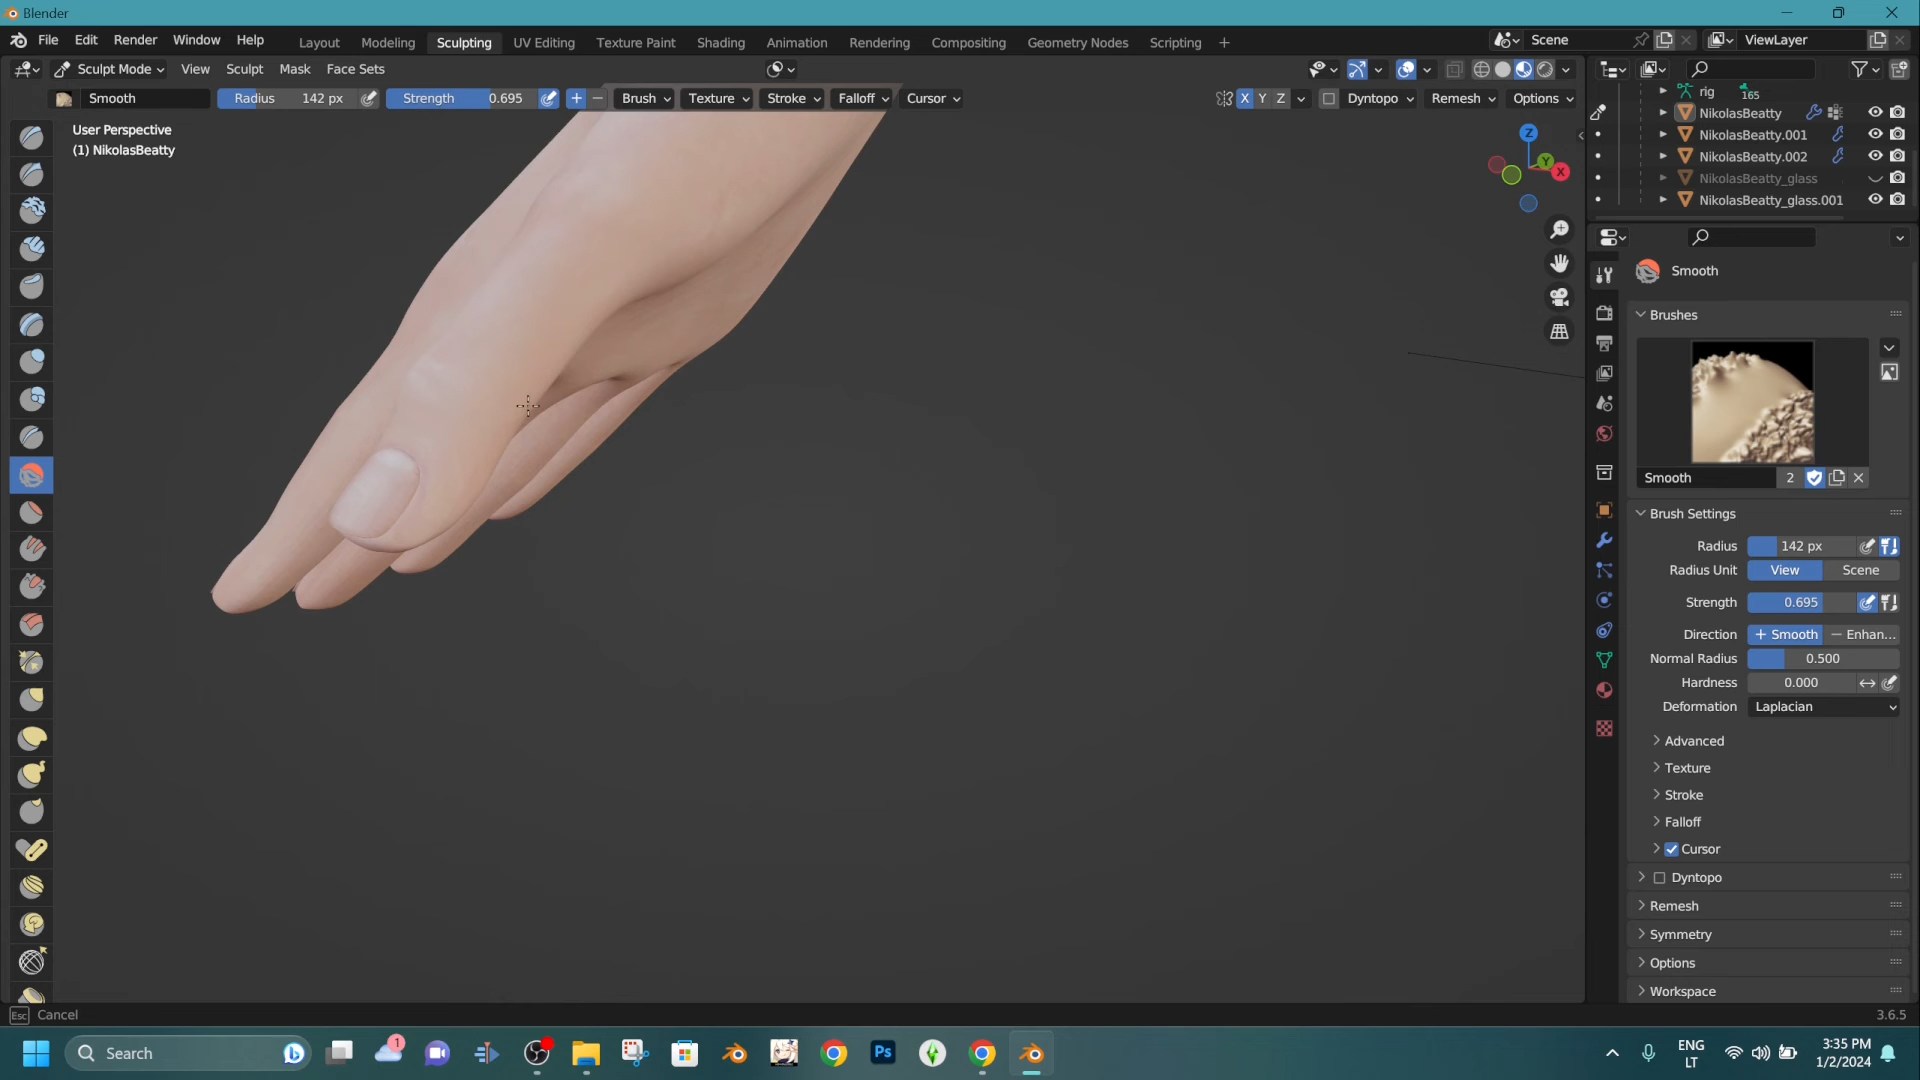 Blender
File Edit Render Window Help Layout Modeling Sculpting UV Editing Texture Paint Shading Animation Rendering Compositing Geometry Nodes Scripting + Scene ViewLayer
Sculpt Mode View Sculpt Mask Face Sets
Smooth Radius 142 px Strength 0.695 + − Brush Texture Stroke Falloff Cursor X Y Z Dyntopo Remesh Options
User Perspective
(1) NikolasBeatty
Z
Y
X
rig 165
NikolasBeatty
NikolasBeatty.001
NikolasBeatty.002
NikolasBeatty_glass
NikolasBeatty_glass.001
Smooth
Brushes
Smooth 2
Brush Settings
Radius 142 px
Radius Unit View Scene
Strength 0.695
Direction + Smooth − Enhan...
Normal Radius 0.500
Hardness 0.000
Deformation Laplacian
Advanced
Texture
Stroke
Falloff
Cursor
Dyntopo
Remesh
Symmetry
Options
Workspace
Esc Cancel 3.6.5
Search 1 Ps ENG 3:35 PM
LT 1/2/2024